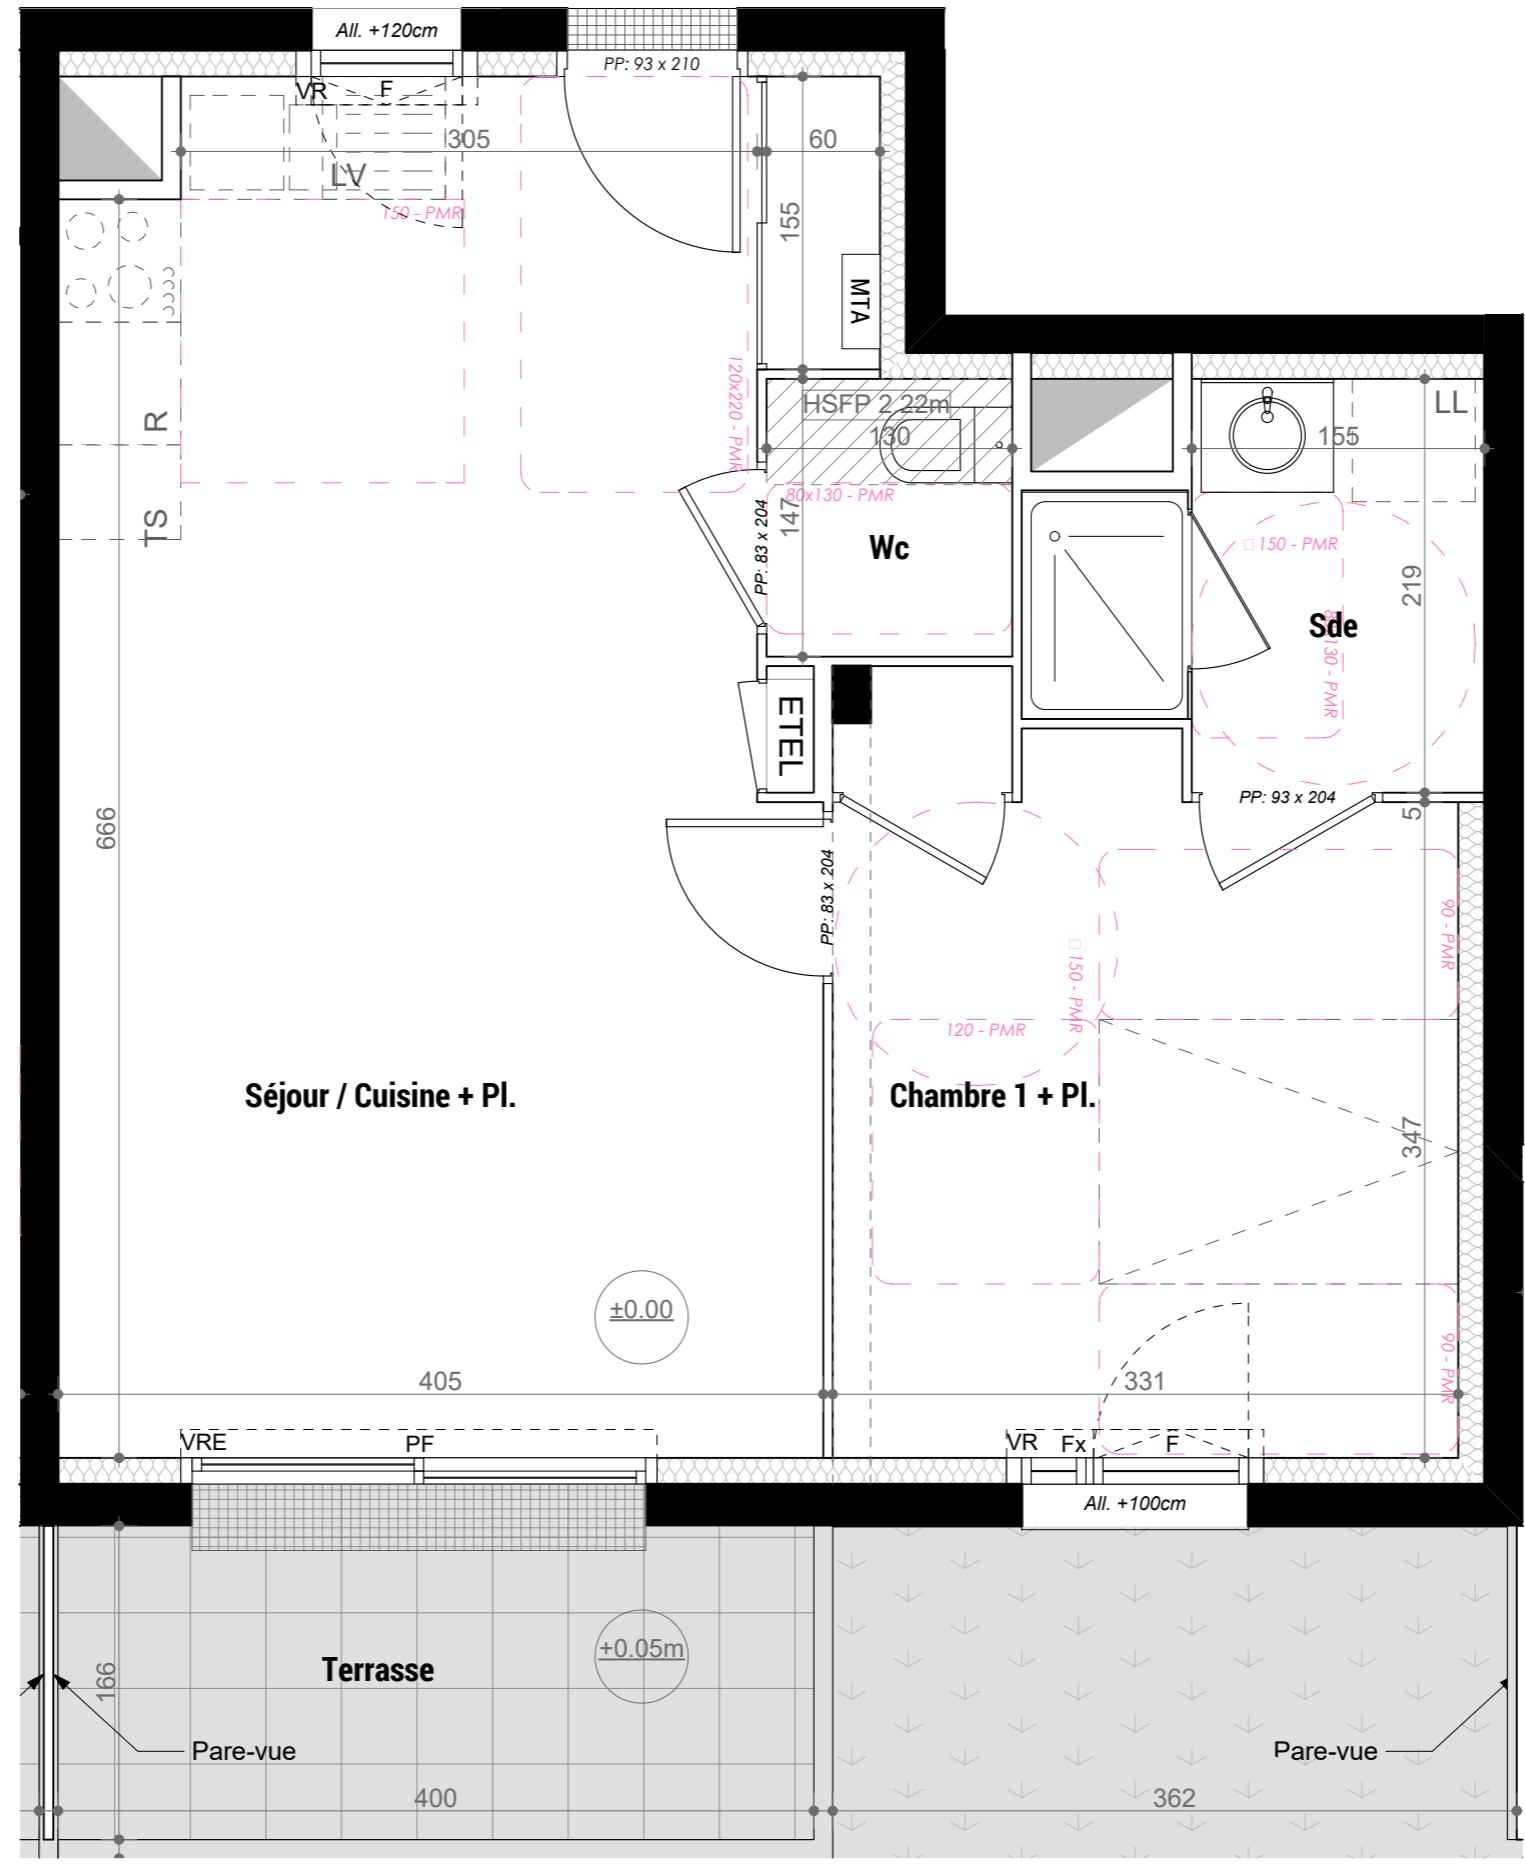 All. +120cm
PP: 93 x 210
VR
F
305
60
LV
150 - PMR
155
MTA
120x220 - PMR
R
TS
HSFP 2.22m
130
80x130 - PMR
147
PP: 83 x 204
Wc
LL
155
□ 150 - PMR
219
Sde
80x130 - PMR
ETEL
PP: 93 x 204
5
666
PP: 83 x 204
90 - PMR
□ 150 - PMR
120 - PMR
Séjour / Cuisine + Pl.
Chambre 1 + Pl.
347
±0.00
90 - PMR
405
331
VRE
PF
VR
Fx
F
All. +100cm
+0.05m
Terrasse
166
Pare-vue
Pare-vue
400
362